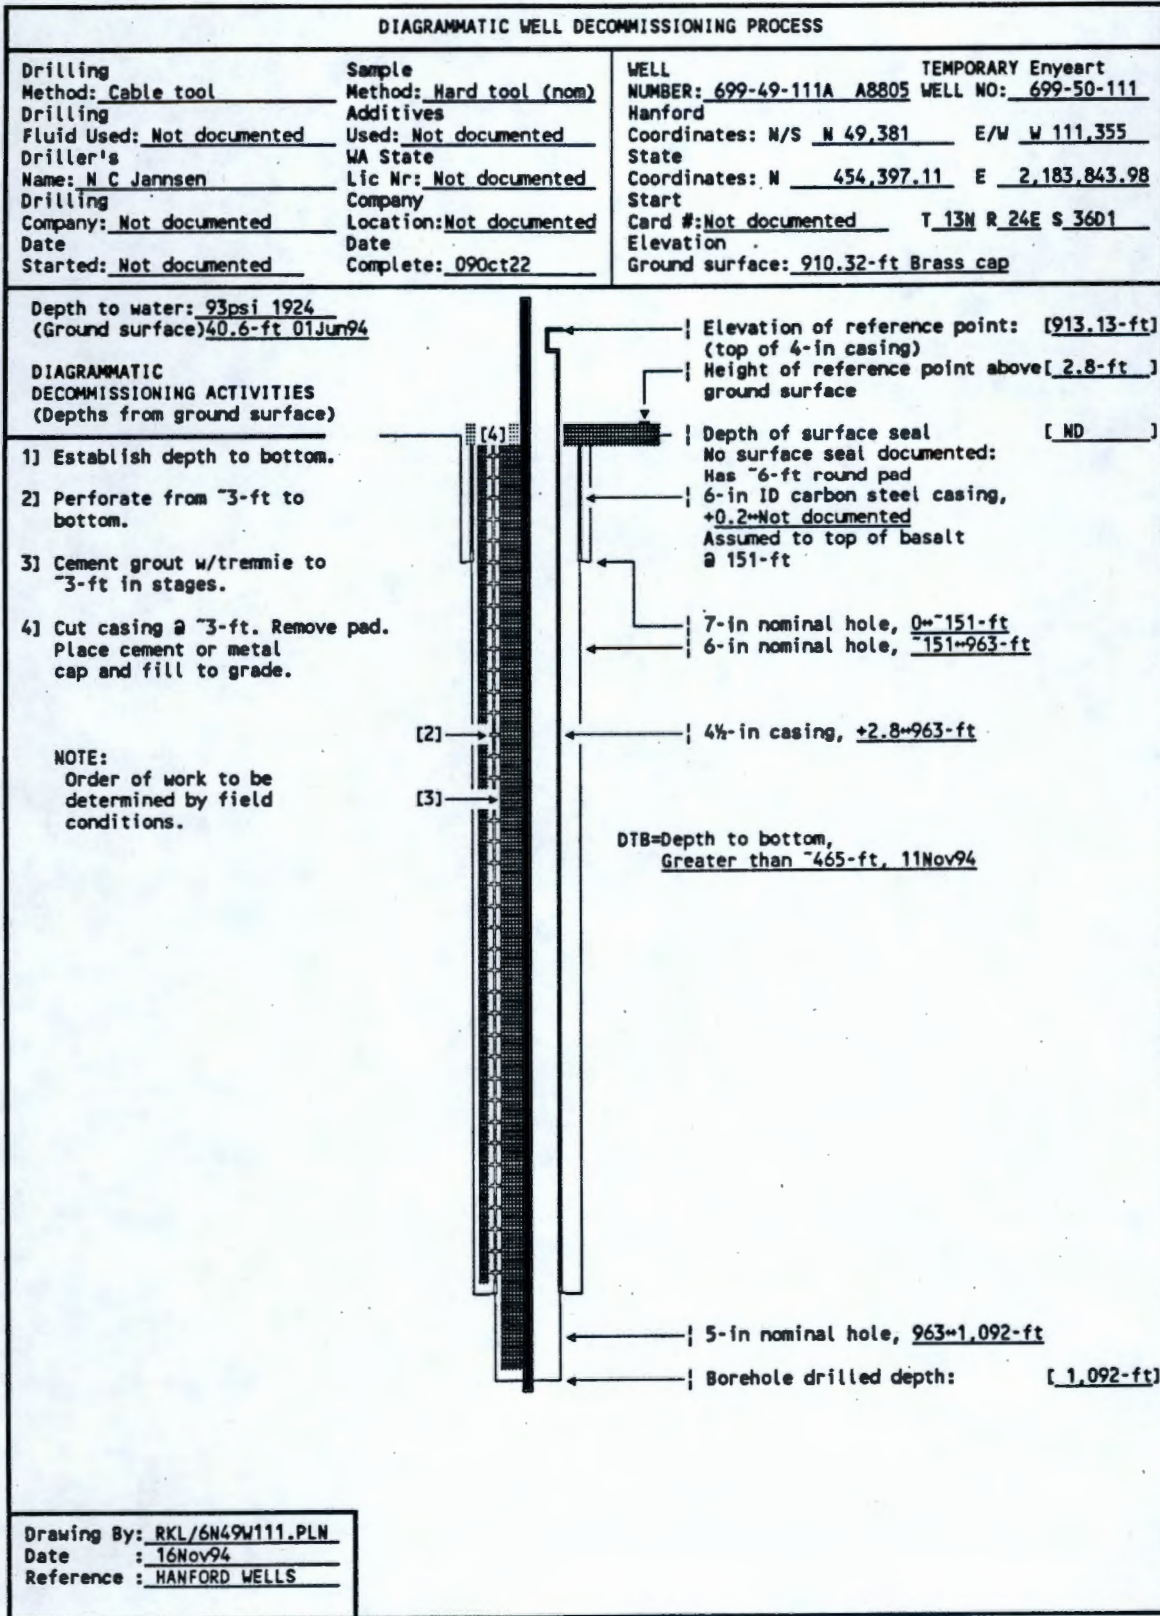 DIAGRAMMATIC WELL DECOMMISSIONING PROCESS
Drilling
Method: Cable tool
Drilling
Fluid Used: Not documented
Driller's
Name: N C Jannsen
Drilling
Company: Not documented
Date
Started: Not documented
Sample
Method: Hard tool (nom)
Additives
Used: Not documented
WA State
Lic Nr: Not documented
Company
Location:Not documented
Date
Complete: 09Oct22
WELL TEMPORARY Enyeart
NUMBER: 699-49-111A A8805 WELL NO: 699-50-111
Hanford
Coordinates: N/S N 49,381 E/W W 111,355
State
Coordinates: N 454,397.11 E 2,183,843.98
Start
Card #:Not documented T 13N R 24E S 36D1
Elevation
Ground surface: 910.32-ft Brass cap
Depth to water: 93psi 1924
(Ground surface)40.6-ft 01Jun94
DIAGRAMMATIC
DECOMMISSIONING ACTIVITIES
(Depths from ground surface)
1] Establish depth to bottom.
2] Perforate from ~3-ft to
bottom.
3] Cement grout w/tremmie to
~3-ft in stages.
4] Cut casing @ ~3-ft. Remove pad.
Place cement or metal
cap and fill to grade.
NOTE:
Order of work to be
determined by field
conditions.
[4]
[2]
[3]
Elevation of reference point: [913.13-ft]
(top of 4-in casing)
Height of reference point above[ 2.8-ft ]
ground surface
Depth of surface seal [ ND ]
No surface seal documented:
Has ~6-ft round pad
6-in ID carbon steel casing,
+0.2↔Not documented
Assumed to top of basalt
@ 151-ft
7-in nominal hole, 0↔~151-ft
6-in nominal hole, ~151↔963-ft
4½-in casing, +2.8↔963-ft
DTB=Depth to bottom,
Greater than ~465-ft, 11Nov94
5-in nominal hole, 963↔1,092-ft
Borehole drilled depth: [ 1,092-ft]
Drawing By: RKL/6N49W111.PLN
Date : 16Nov94
Reference : HANFORD WELLS